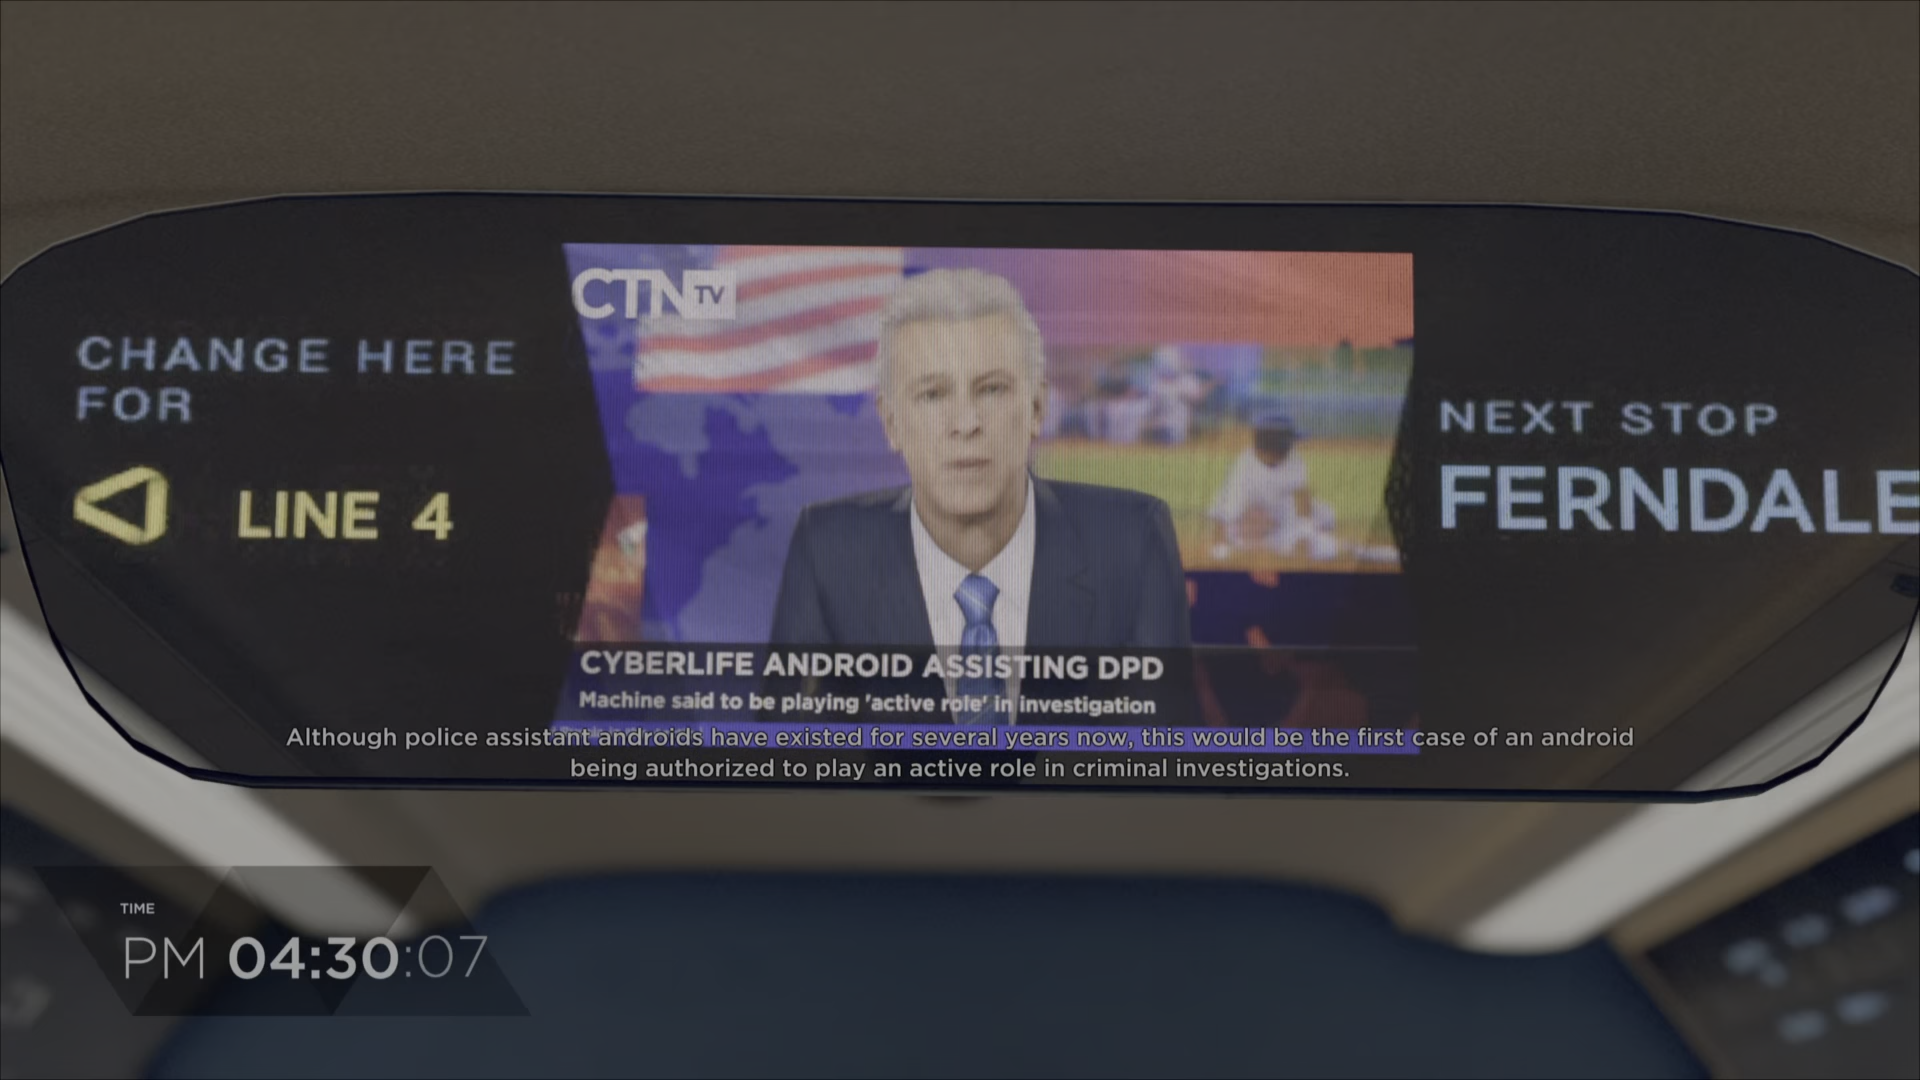 CTN TV
CHANGE HERE
FOR
LINE 4
NEXT STOP
FERNDALE
CYBERLIFE ANDROID ASSISTING DPD
Machine said to be playing 'active role' in investigation
Although police assistant androids have existed for several years now, this would be the first case of an android
being authorized to play an active role in criminal investigations.
TIME
PM 04:30:07